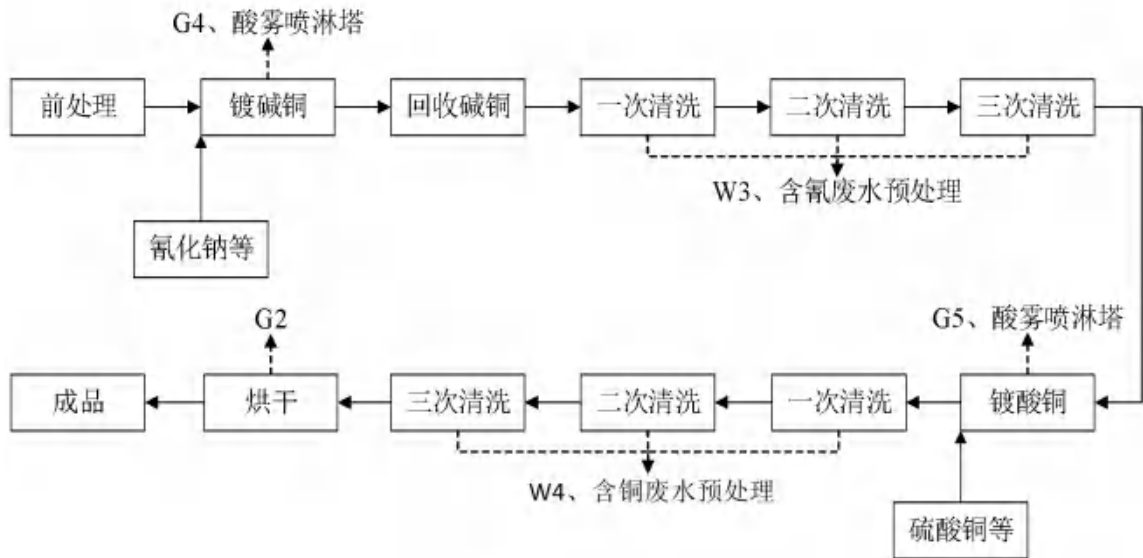 G4、酸雾喷淋塔
前处理
镀碱铜
回收碱铜
一次清洗
二次清洗
三次清洗
W3、含氰废水预处理
氰化钠等
G2
G5、酸雾喷淋塔
成品
烘干
三次清洗
二次清洗
一次清洗
镀酸铜
W4、含铜废水预处理
硫酸铜等